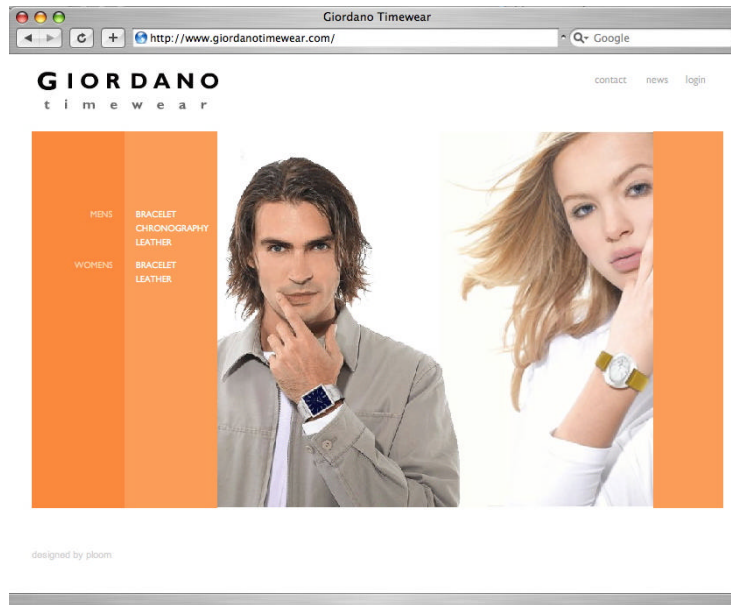 Giordano Timewear
http://www.giordanotimewear.com/
Google
GIORDANO
timewear
contact news login
MENS BRACELET
CHRONOGRAPHY
LEATHER
WOMENS BRACELET
LEATHER
designed by ploom